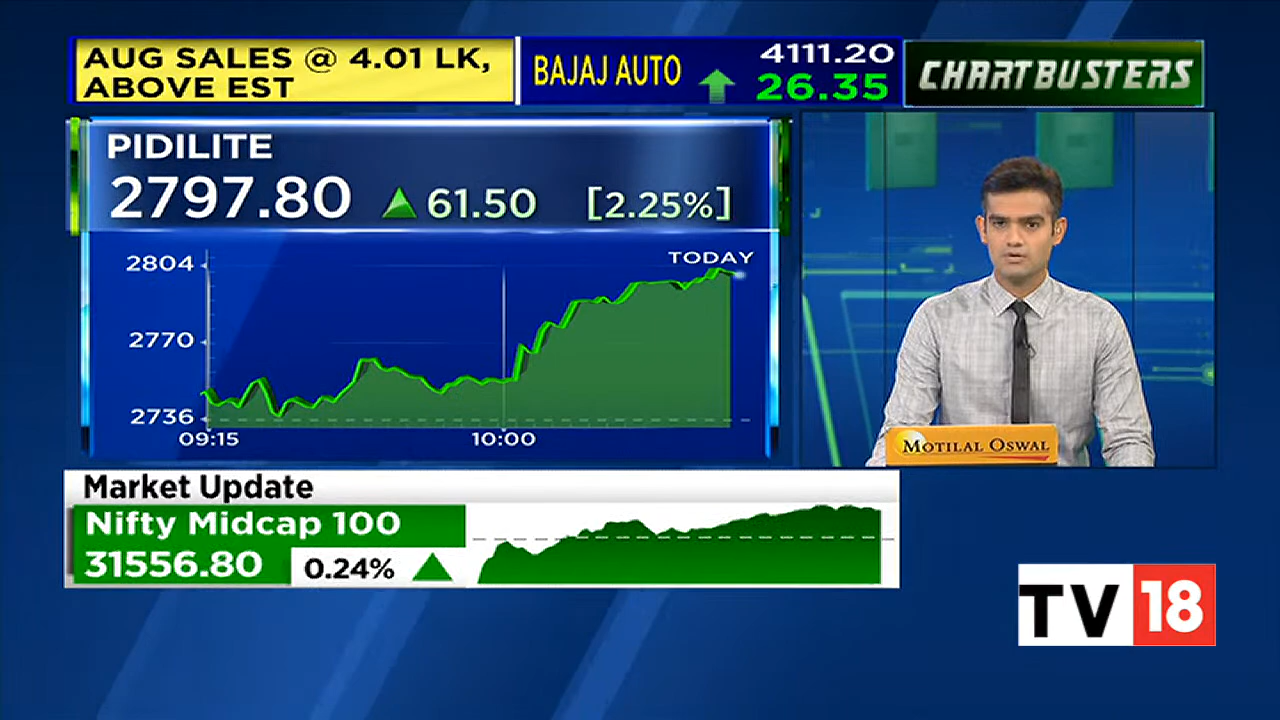 AUG SALES @ 4.01 LK,
ABOVE EST
BAJAJ AUTO
4111.20
26.35
CHARTBUSTERS
PIDILITE
2797.80 61.50 [2.25%]
TODAY
2804
2770
2736
09:15 10:00
MOTILAL OSWAL
Market Update
Nifty Midcap 100
31556.80 0.24%
TV18